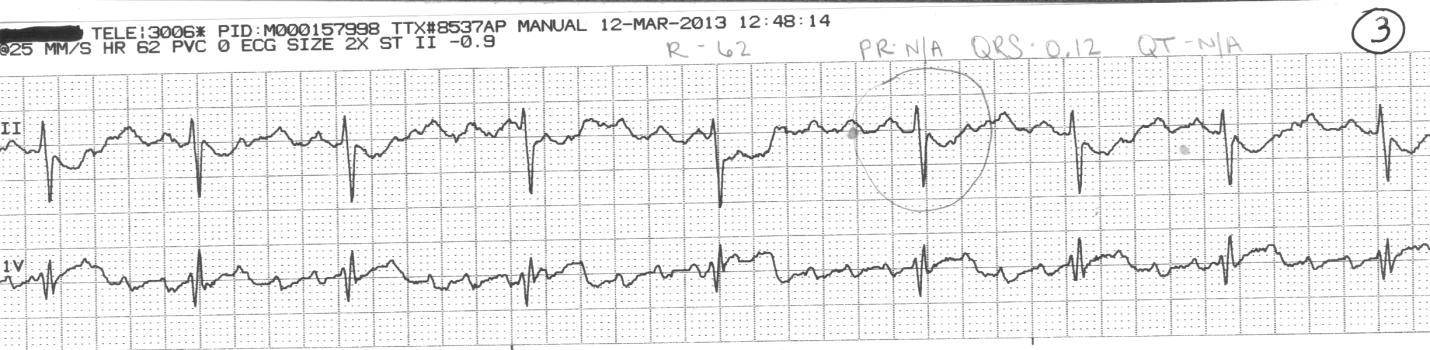 TELE¦3006* PID:M000157998 TTX#8537AP MANUAL 12-MAR-2013 12:48:14
@25 MM/S HR 62 PVC 0 ECG SIZE 2X ST II -0.9
R - 62 PR: N/A QRS: 0.12 QT - N/A
3
II
1V